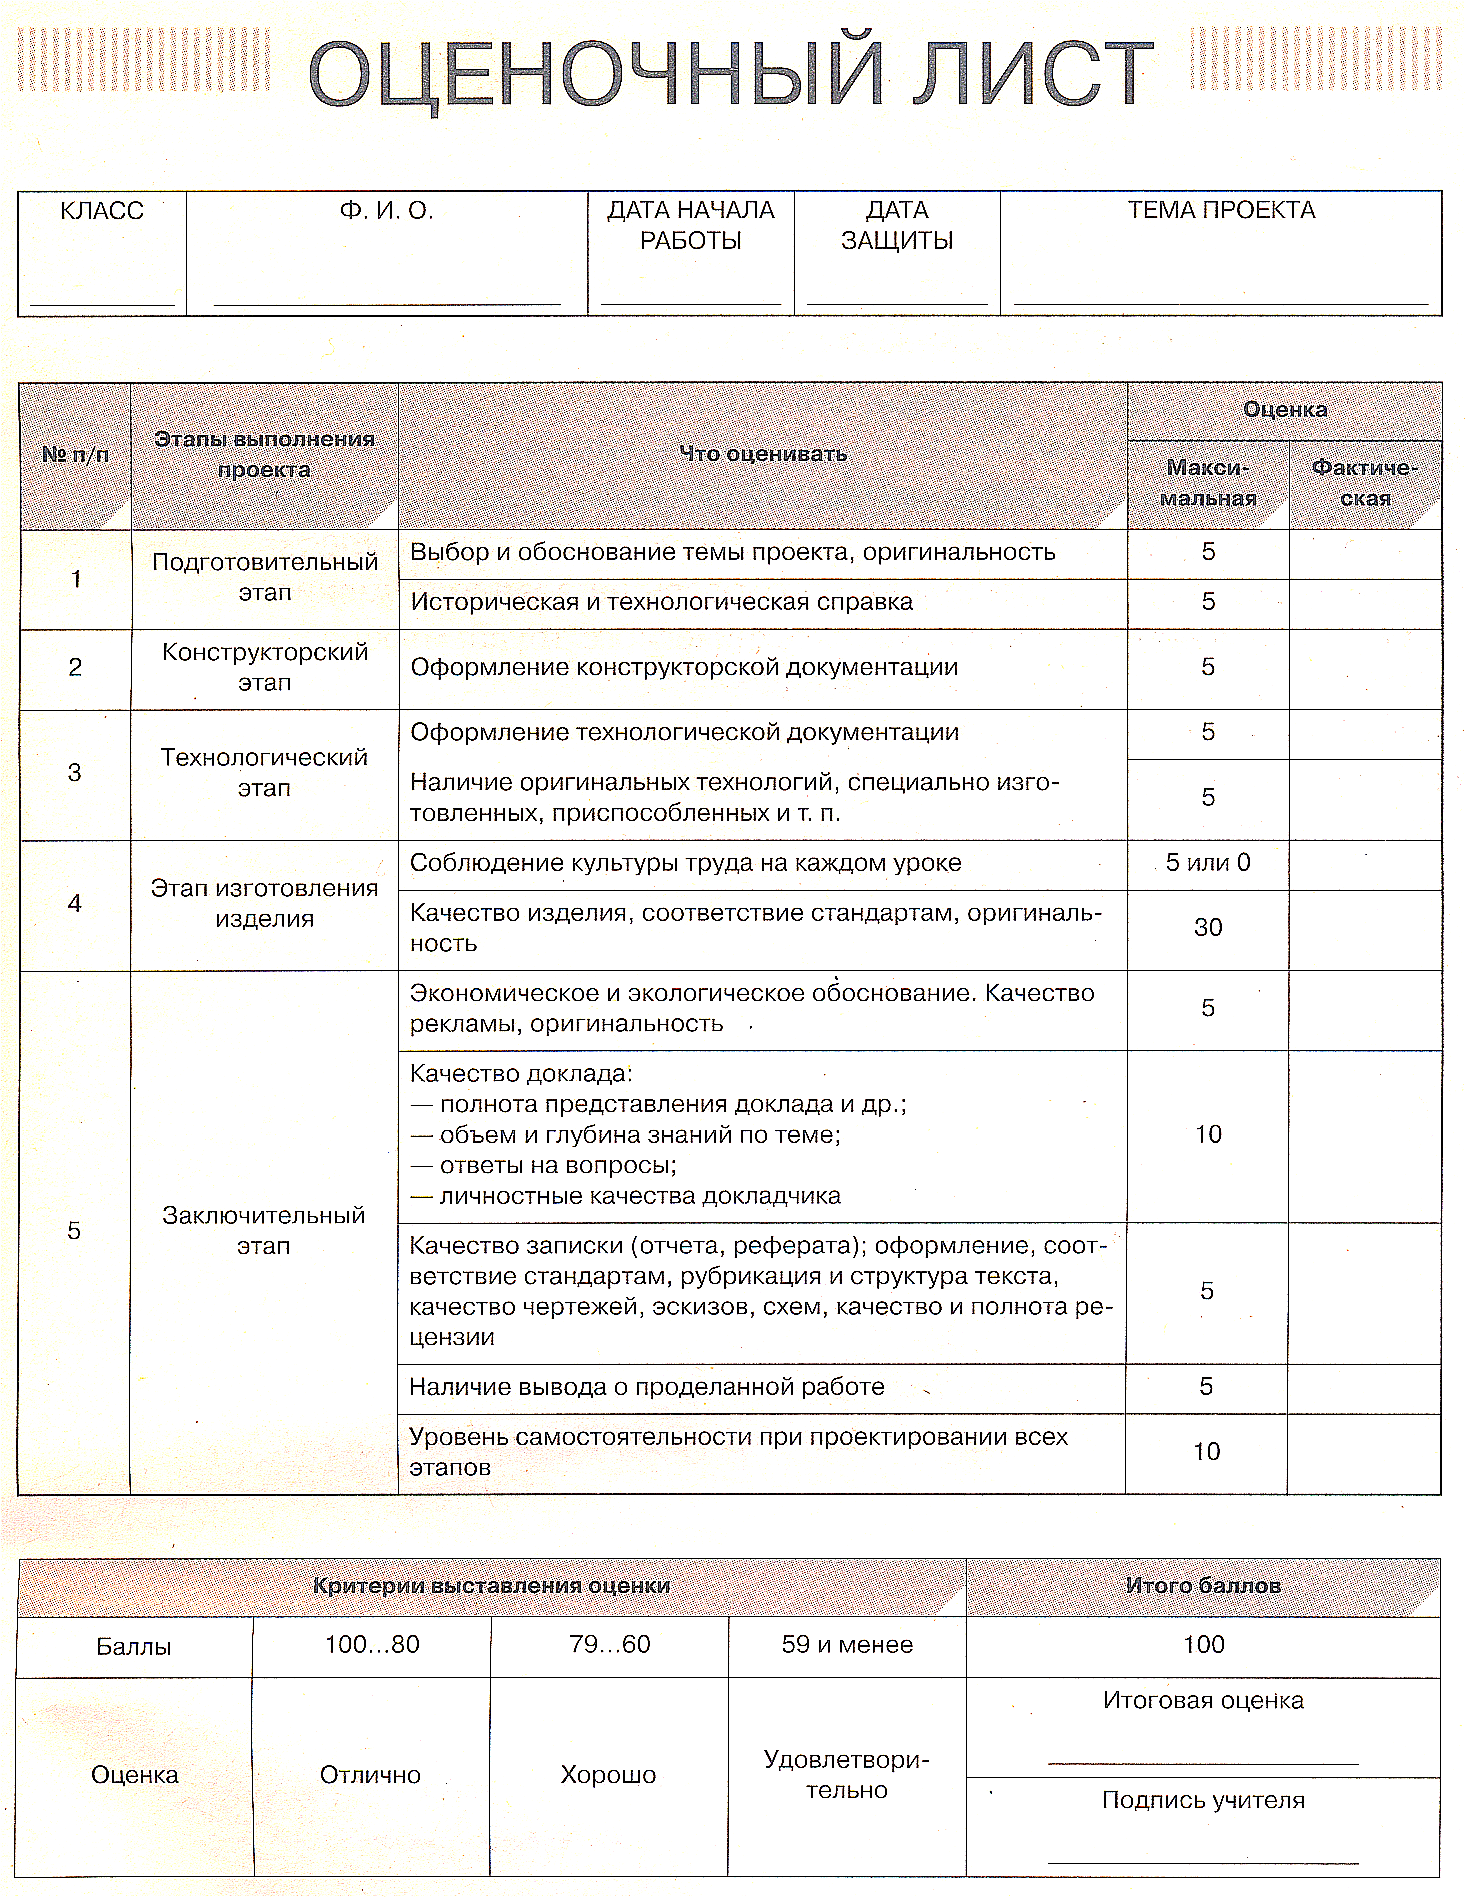 ОЦЕНОЧНЫЙ ЛИСТ
КЛАСС
Ф. И. О.
ДАТА НАЧАЛА
РАБОТЫ
ДАТА
ЗАЩИТЫ
ТЕМА ПРОЕКТА
№ п/п
Этапы выполнения
проекта
Что оценивать
Оценка
Макси-
мальная
Фактиче-
ская
1
Подготовительный
этап
Выбор и обоснование темы проекта, оригинальность
5
Историческая и технологическая справка
5
2
Конструкторский
этап
Оформление конструкторской документации
5
3
Технологический
этап
Оформление технологической документации
5
Наличие оригинальных технологий, специально изго-
товленных, приспособленных и т. п.
5
4
Этап изготовления
изделия
Соблюдение культуры труда на каждом уроке
5 или 0
Качество изделия, соответствие стандартам, оригиналь-
ность
30
5
Заключительный
этап
Экономическое и экологическое обоснование. Качество
рекламы, оригинальность
5
Качество доклада:
— полнота представления доклада и др.;
— объем и глубина знаний по теме;
— ответы на вопросы;
— личностные качества докладчика
10
Качество записки (отчета, реферата); оформление, соот-
ветствие стандартам, рубрикация и структура текста,
качество чертежей, эскизов, схем, качество и полнота ре-
цензии
5
Наличие вывода о проделанной работе
5
Уровень самостоятельности при проектировании всех
этапов
10
Критерии выставления оценки
Итого баллов
Баллы
100...80
79...60
59 и менее
100
Оценка
Отлично
Хорошо
Удовлетвори-
тельно
Итоговая оценка
Подпись учителя